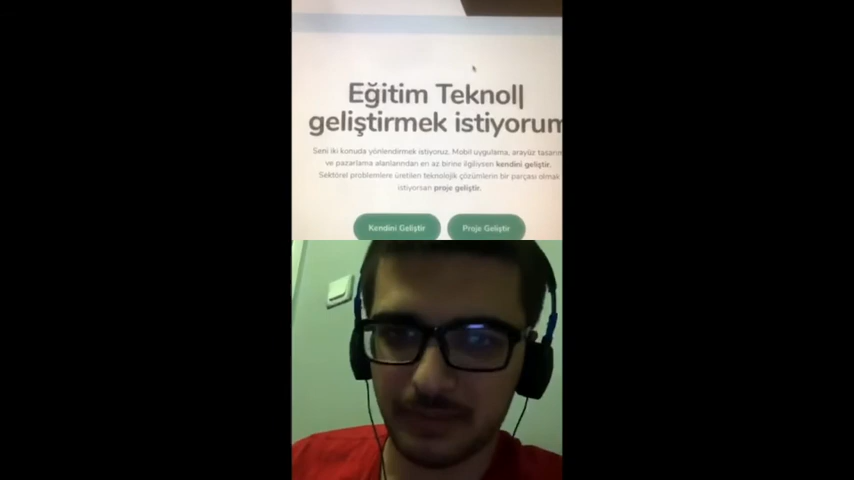 Eğitim Teknol|
geliştirmek istiyorum
Seni iki konuda yönlendirmek istiyoruz. Mobil uygulama, arayüz tasarım
ve pazarlama alanlarından en az birine ilgiliysen kendini geliştir.
Sektörel problemlere üretilen teknolojik çözümlerin bir parçası olmak
istiyorsan proje geliştir.
Kendini Geliştir
Proje Geliştir